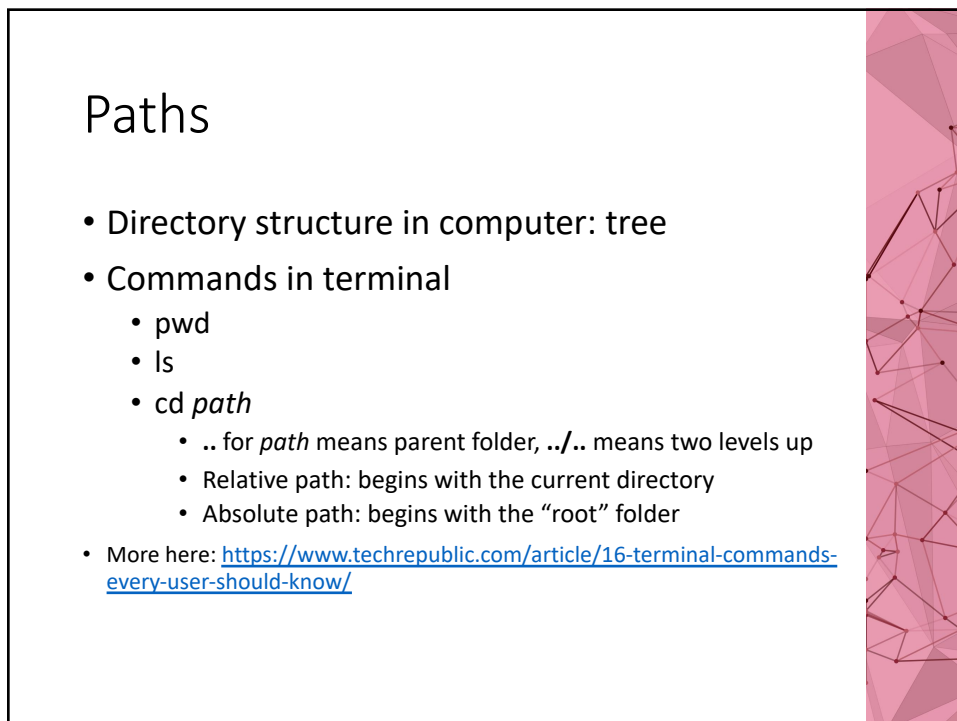 Paths
• Directory structure in computer: tree
• Commands in terminal
• pwd
• ls
• cd path
• .. for path means parent folder, ../.. means two levels up
• Relative path: begins with the current directory
• Absolute path: begins with the “root” folder
• More here: https://www.techrepublic.com/article/16-terminal-commands-
every-user-should-know/